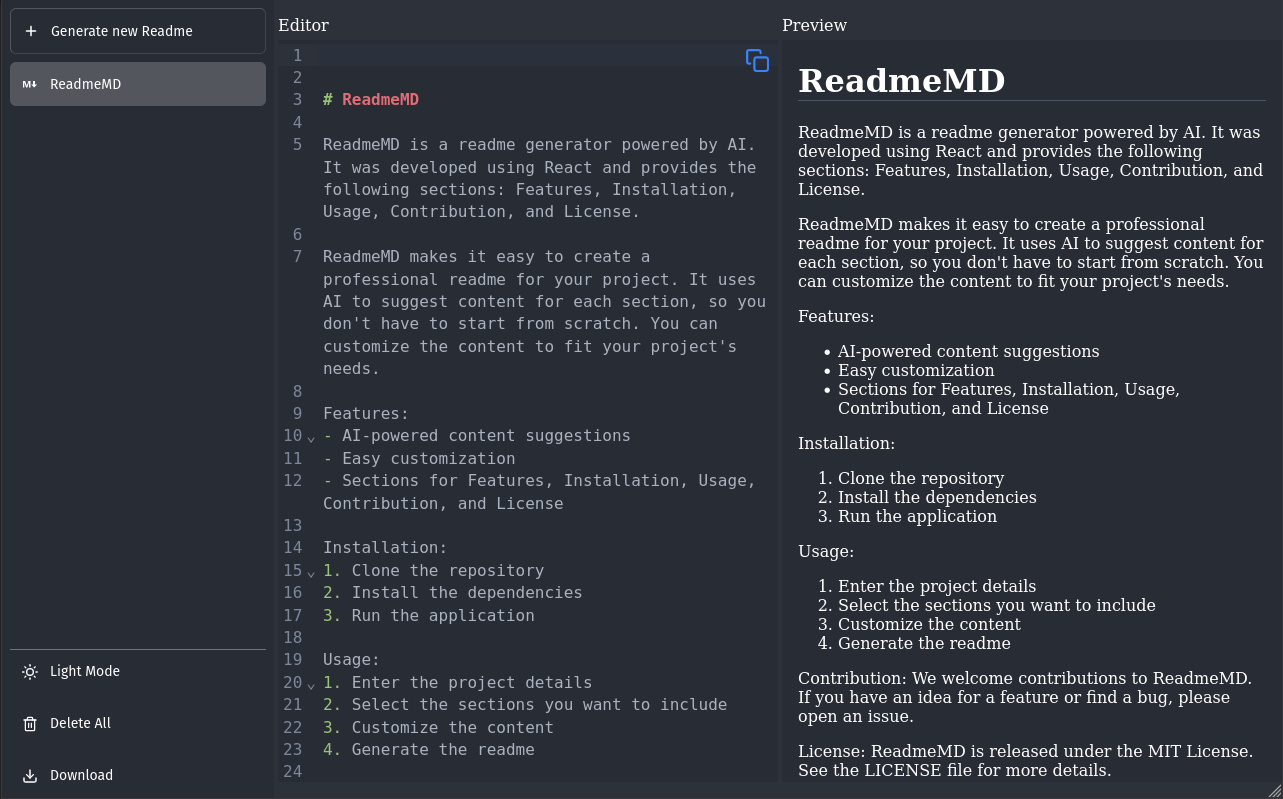 Generate new Readme
ReadmeMD
Light Mode
Delete All
Download
Editor
1
2
3 # ReadmeMD
4
5 ReadmeMD is a readme generator powered by AI.
It was developed using React and provides the
following sections: Features, Installation,
Usage, Contribution, and License.
6
7 ReadmeMD makes it easy to create a
professional readme for your project. It uses
AI to suggest content for each section, so you
don't have to start from scratch. You can
customize the content to fit your project's
needs.
8
9 Features:
10 - AI-powered content suggestions
11 - Easy customization
12 - Sections for Features, Installation, Usage,
Contribution, and License
13
14 Installation:
15 1. Clone the repository
16 2. Install the dependencies
17 3. Run the application
18
19 Usage:
20 1. Enter the project details
21 2. Select the sections you want to include
22 3. Customize the content
23 4. Generate the readme
24
Preview
ReadmeMD
ReadmeMD is a readme generator powered by AI. It was
developed using React and provides the following
sections: Features, Installation, Usage, Contribution, and
License.
ReadmeMD makes it easy to create a professional
readme for your project. It uses AI to suggest content for
each section, so you don't have to start from scratch. You
can customize the content to fit your project's needs.
Features:
• AI-powered content suggestions
• Easy customization
• Sections for Features, Installation, Usage,
Contribution, and License
Installation:
1. Clone the repository
2. Install the dependencies
3. Run the application
Usage:
1. Enter the project details
2. Select the sections you want to include
3. Customize the content
4. Generate the readme
Contribution: We welcome contributions to ReadmeMD.
If you have an idea for a feature or find a bug, please
open an issue.
License: ReadmeMD is released under the MIT License.
See the LICENSE file for more details.